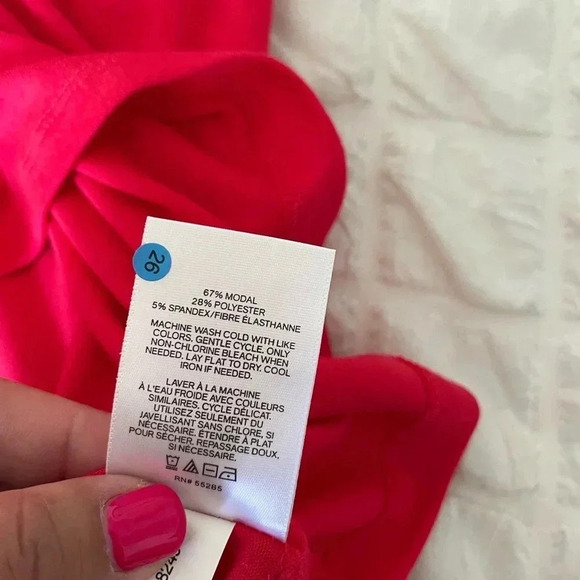 26
67% MODAL
28% POLYESTER
5% SPANDEX/FIBRE ÉLASTHANNE
MACHINE WASH COLD WITH LIKE
COLORS, GENTLE CYCLE. ONLY
NON-CHLORINE BLEACH WHEN
NEEDED. LAY FLAT TO DRY. COOL
IRON IF NEEDED.
LAVER À LA MACHINE
À L'EAU FROIDE AVEC COULEURS
SIMILAIRES, CYCLE DÉLICAT.
UTILISEZ SEULEMENT DU
JAVELLISANT SANS CHLORE, SI
NÉCESSAIRE. ÉTENDRE À PLAT
POUR SÉCHER. REPASSAGE DOUX,
SI NÉCESSAIRE.
RN# 55285